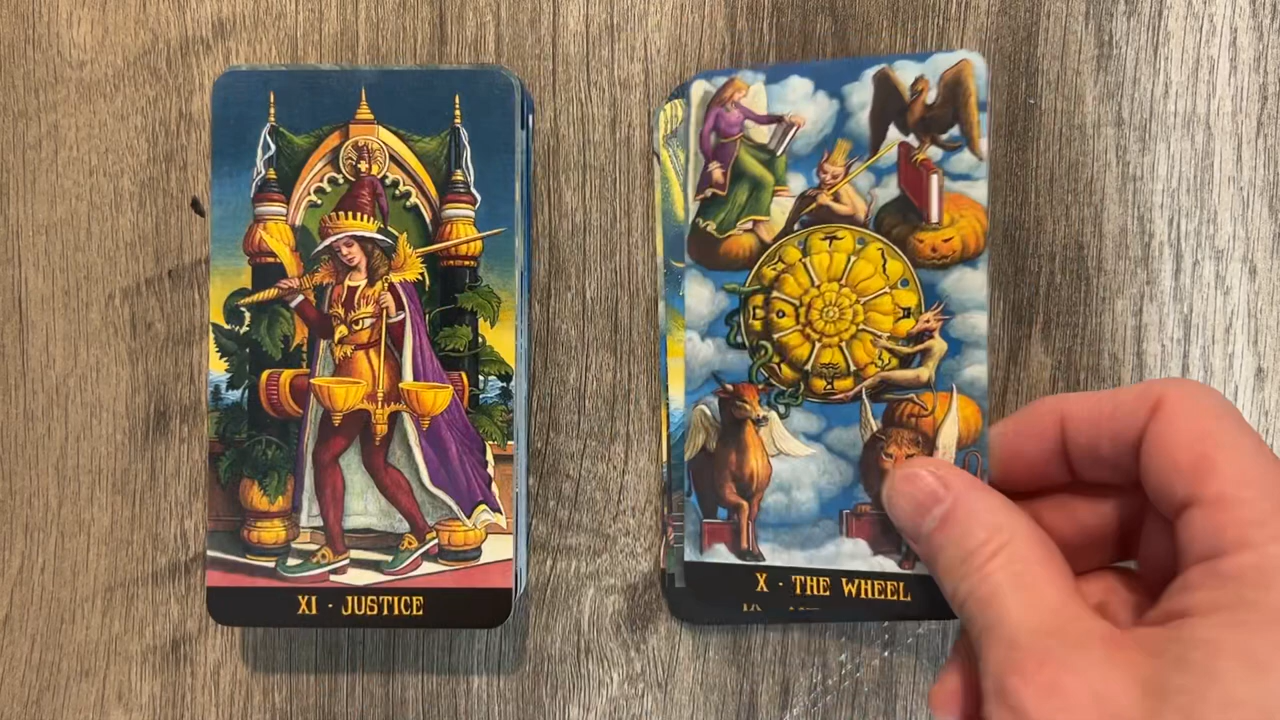 XI · JUSTICE
X · THE WHEEL